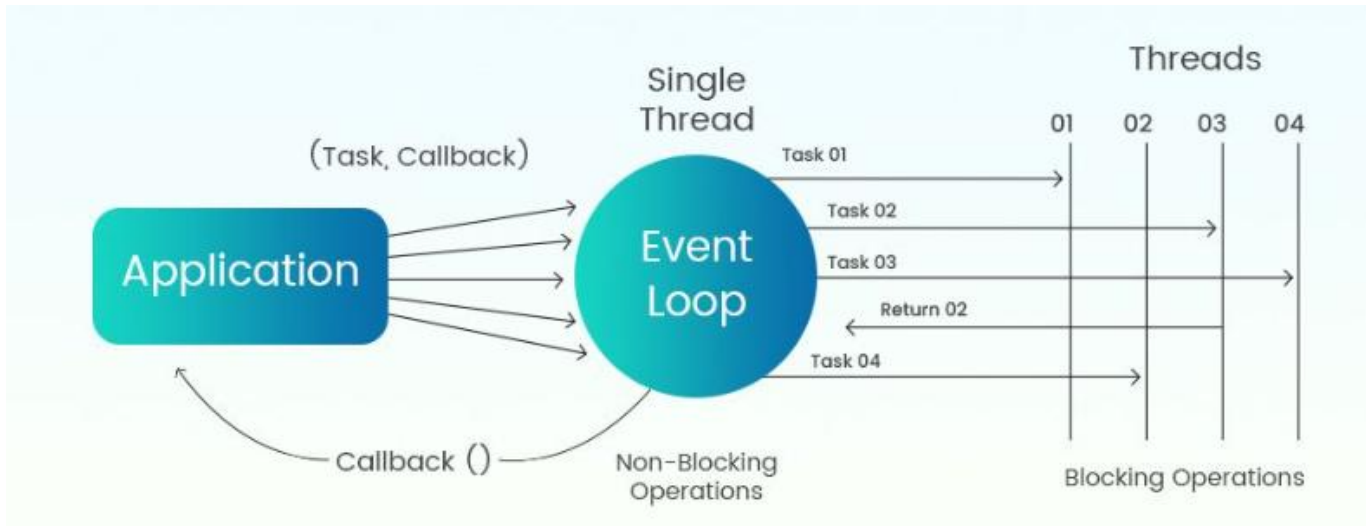 Threads
Single
Thread
01 02 03 04
(Task, Callback)
Task 01
Task 02
Application
Event
Loop
Task 03
Return 02
Task 04
Callback ()
Non-Blocking
Operations
Blocking Operations